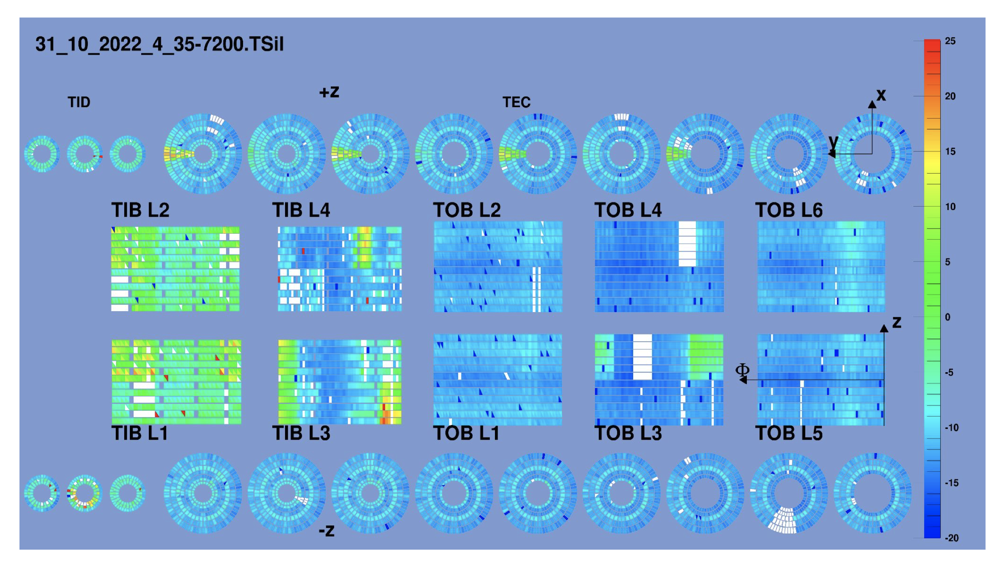 31_10_2022_4_35-7200.TSil
25
20
15
10
5
0
-5
-10
-15
-20
+z
x
TID
TEC
y
TIB L2
TIB L4
TOB L2
TOB L4
TOB L6
z
Φ
TIB L1
TIB L3
TOB L1
TOB L3
TOB L5
-z